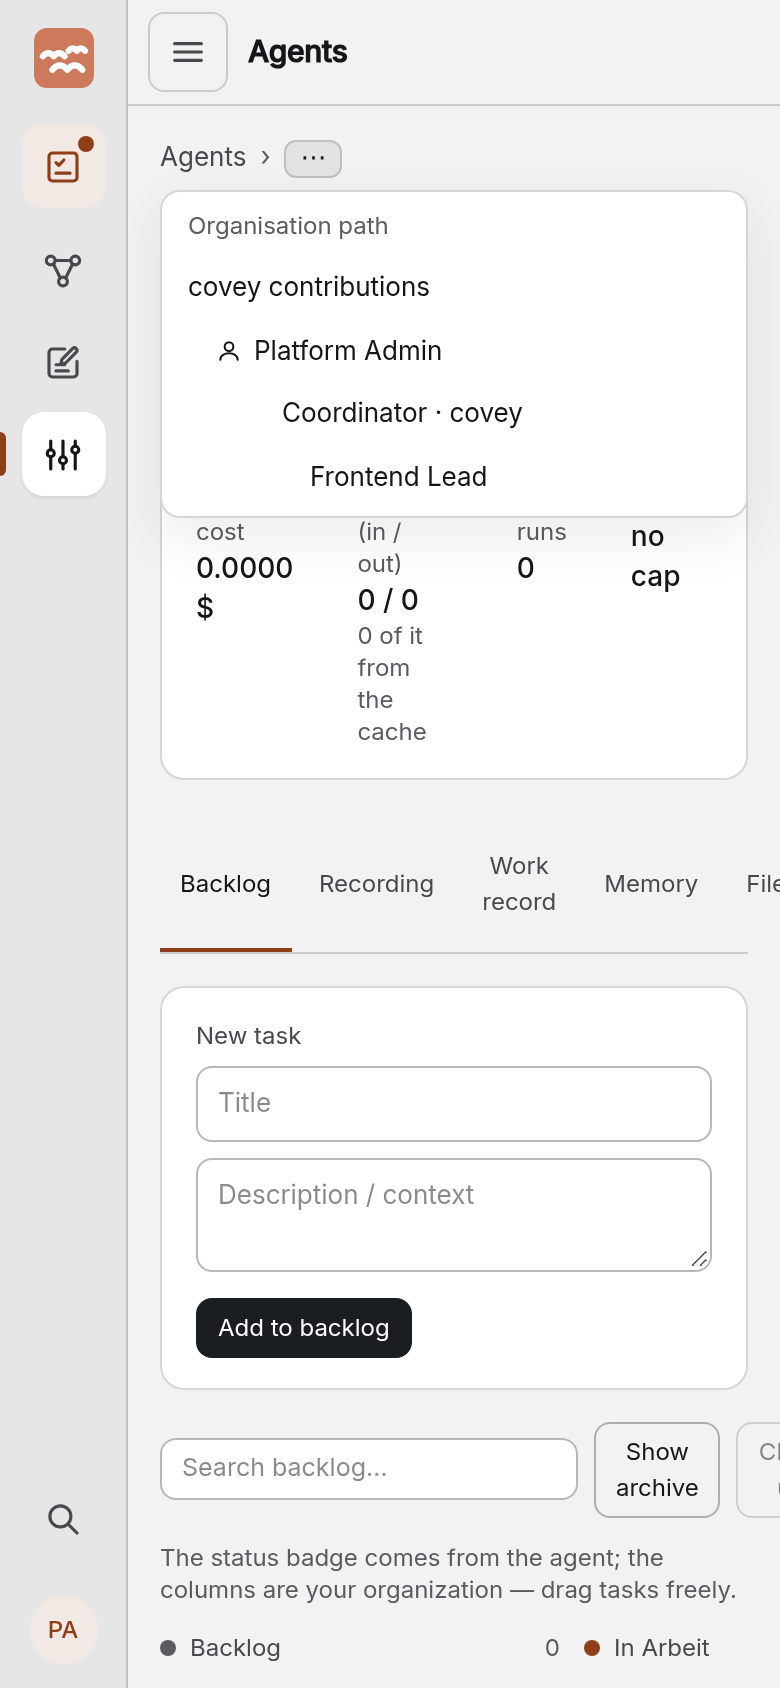 Agents
Agents › ···
Organisation path
covey contributions
Platform Admin
Coordinator · covey
Frontend Lead
cost
0.0000
$
(in /
out)
0 / 0
0 of it
from
the
cache
runs
0
no
cap
Backlog
Recording
Work
record
Memory
File
New task
Title
Description / context
Add to backlog
Search backlog...
Show
archive
The status badge comes from the agent; the
columns are your organization — drag tasks freely.
Backlog 0
In Arbeit
PA